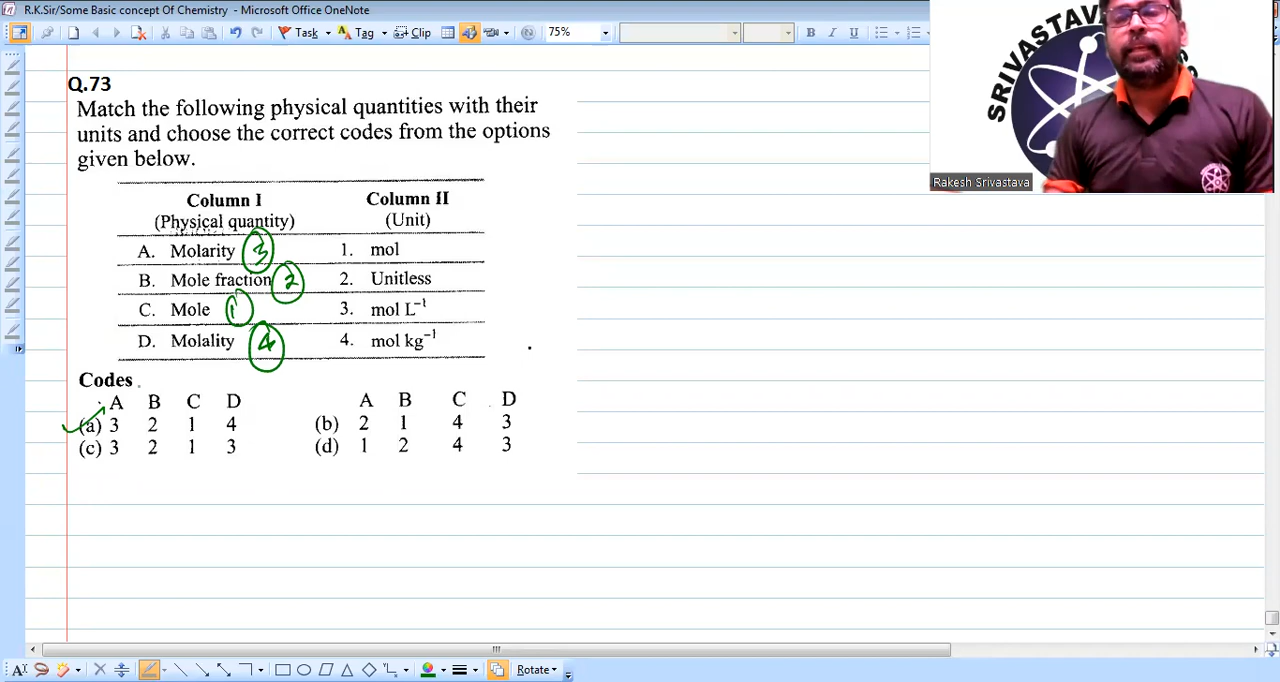 R.K.Sir/Some Basic concept Of Chemistry - Microsoft Office OneNote
Task Tag Clip 75% B I U
SRIVASTAVA
Rakesh Srivastava
Q.73
Match the following physical quantities with their
units and choose the correct codes from the options
given below.
Column I Column II
(Physical quantity) (Unit)
A. Molarity 3 1. mol
B. Mole fraction 2 2. Unitless
C. Mole 1 3. mol L⁻¹
D. Molality 4 4. mol kg⁻¹
Codes
A B C D A B C D
(a) 3 2 1 4 (b) 2 1 4 3
(c) 3 2 1 3 (d) 1 2 4 3
Rotate